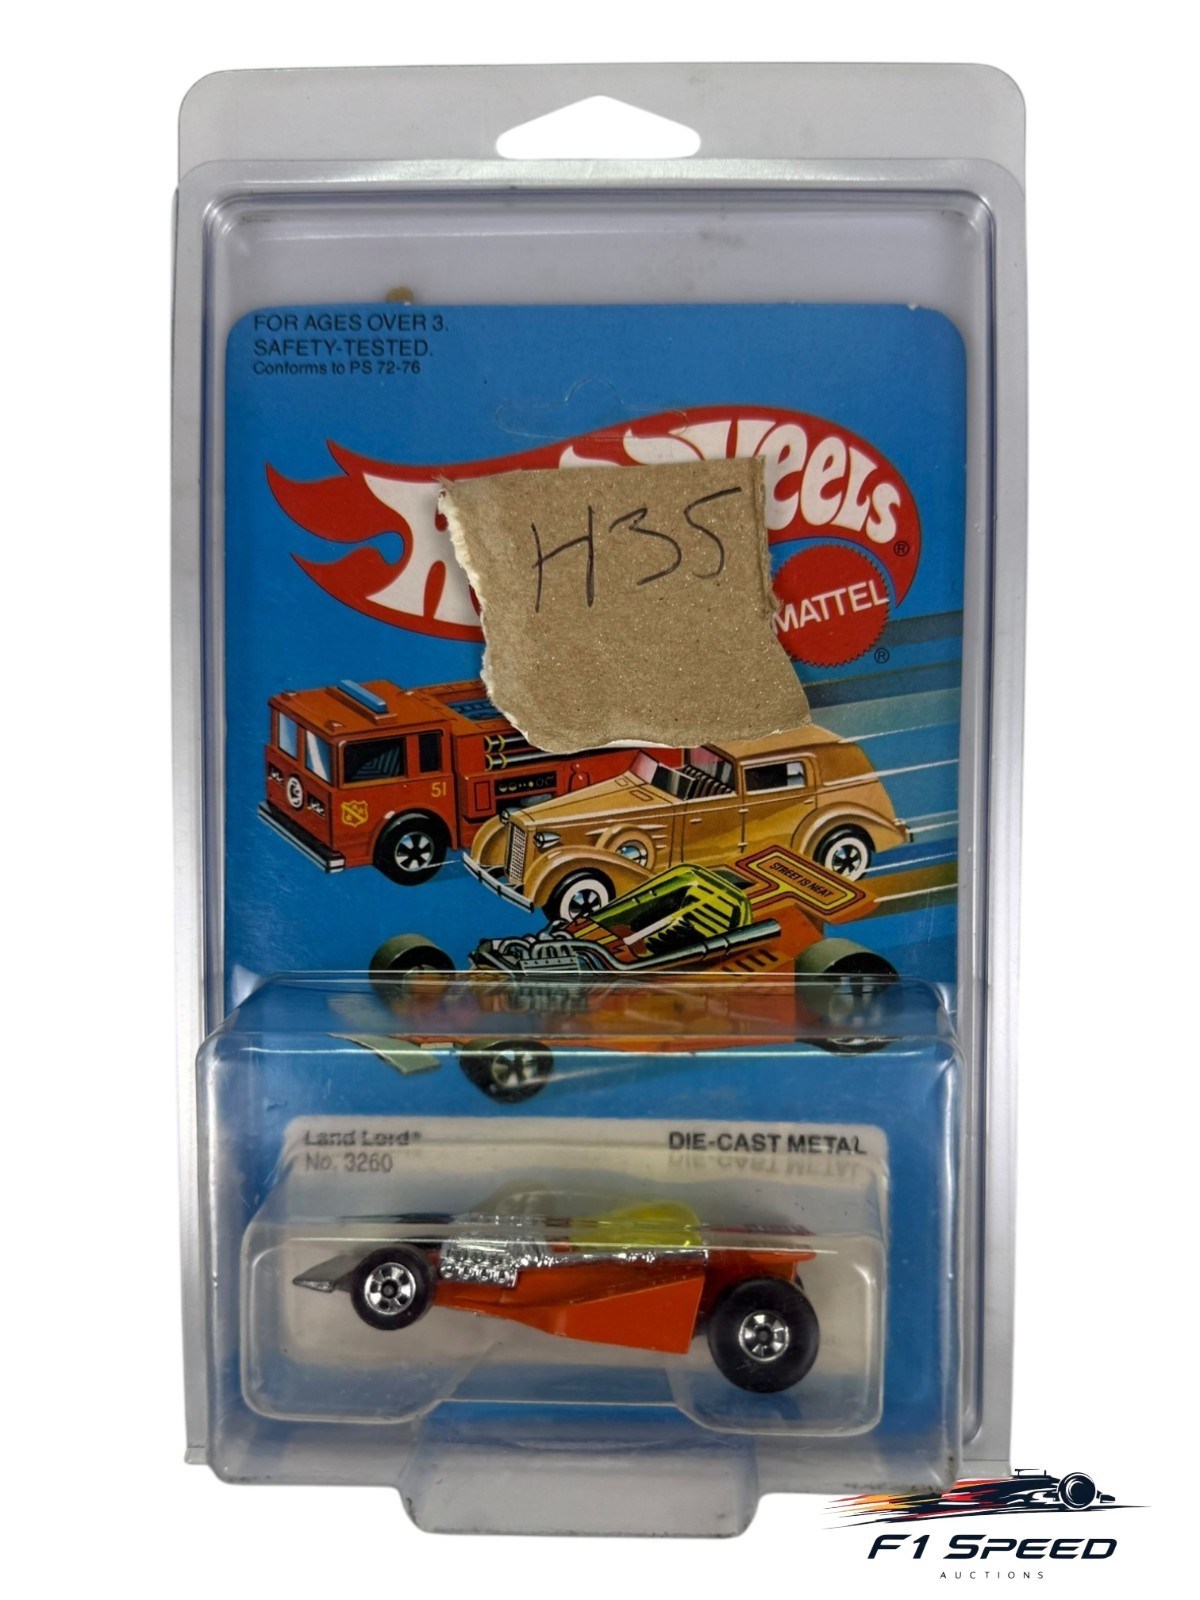 FOR AGES OVER 3.
SAFETY-TESTED.
Conforms to PS 72-76
H WHEELS ®
H35
MATTEL
®
51
STREET IS NEAT
Land Lord®
No. 3260
DIE-CAST METAL
F1 SPEED
AUCTIONS